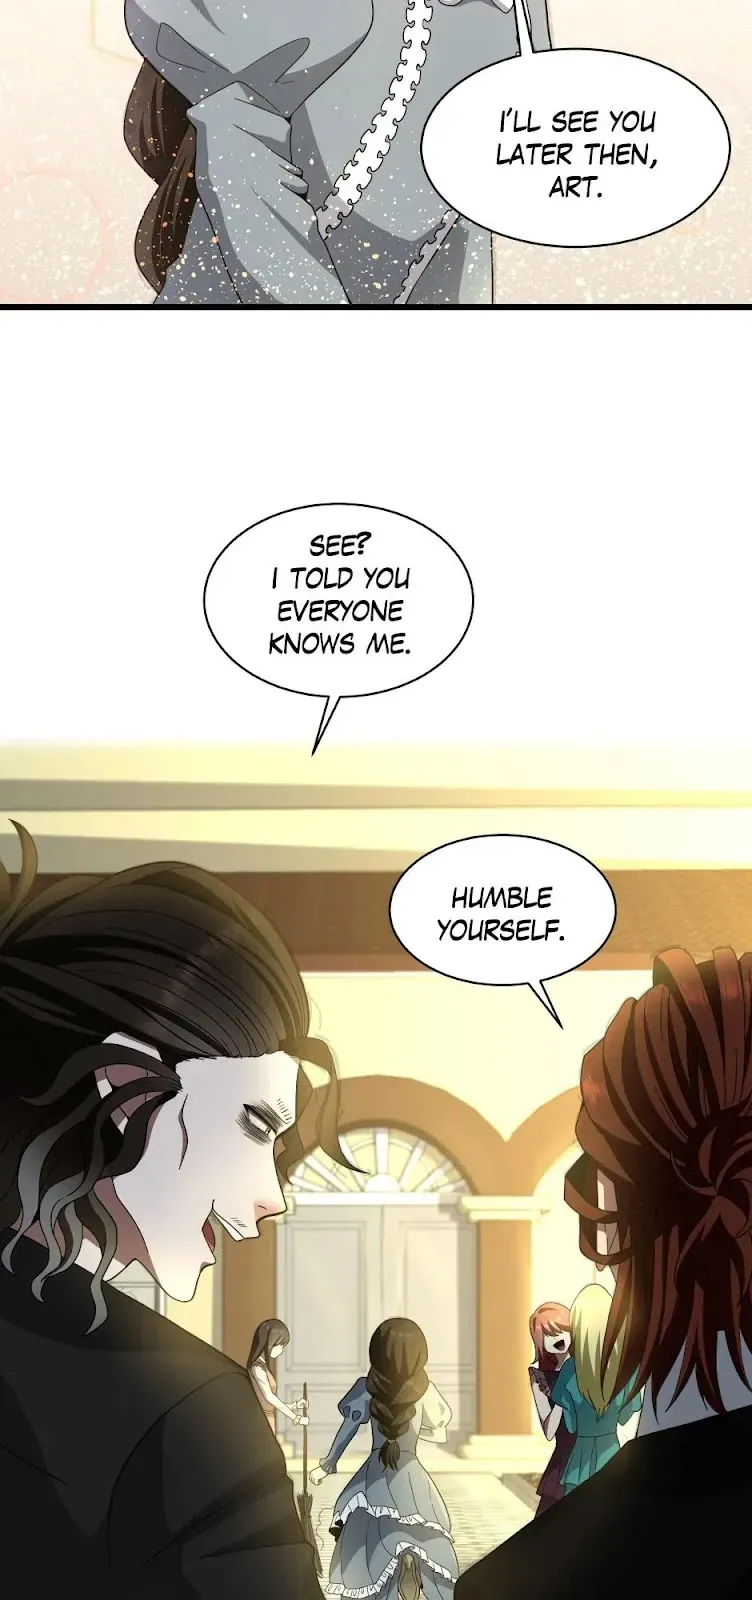 I'LL SEE YOU
LATER THEN,
ART.
SEE?
I TOLD YOU
EVERYONE
KNOWS ME.
HUMBLE
YOURSELF.